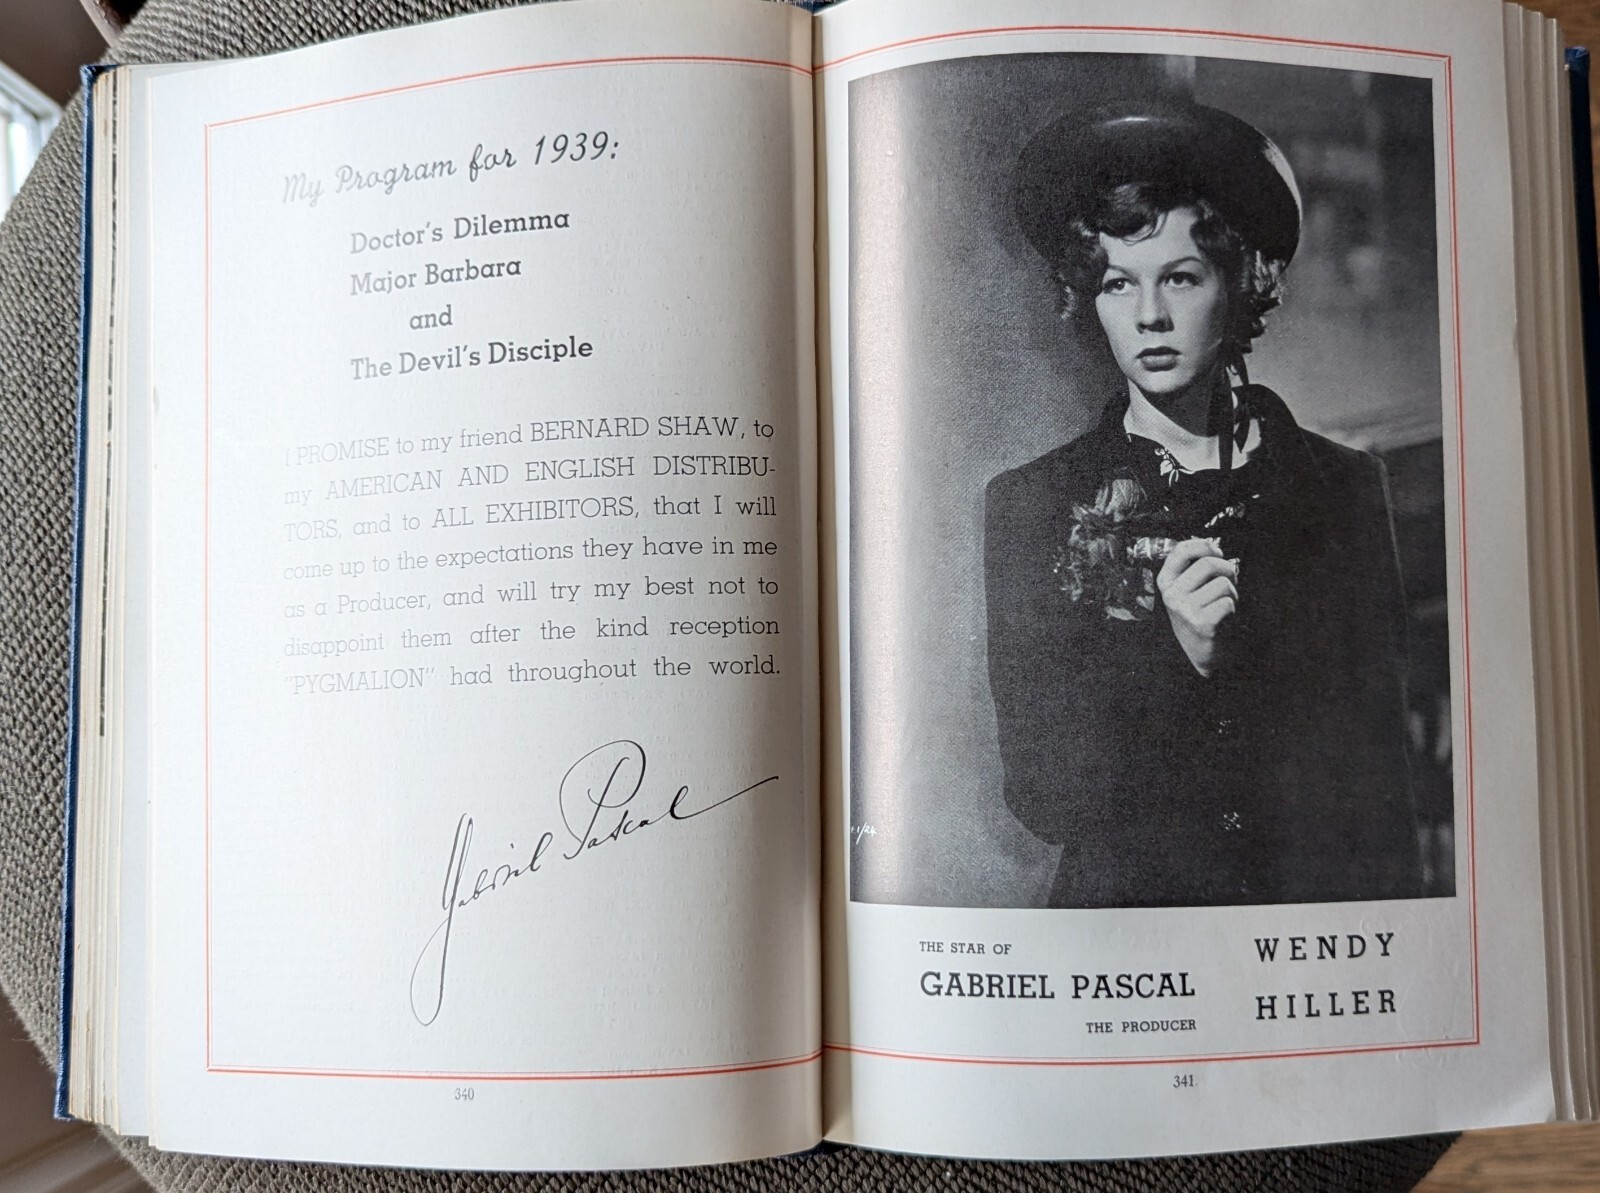 My Program for 1939:
Doctor's Dilemma
Major Barbara
and
The Devil's Disciple
I PROMISE to my friend BERNARD SHAW, to
my AMERICAN AND ENGLISH DISTRIBU-
TORS, and to ALL EXHIBITORS, that I will
come up to the expectations they have in me
as a Producer, and will try my best not to
disappoint them after the kind reception
"PYGMALION" had throughout the world.
Gabriel Pascal
340
1/24
THE STAR OF
GABRIEL PASCAL
THE PRODUCER
WENDY
HILLER
341